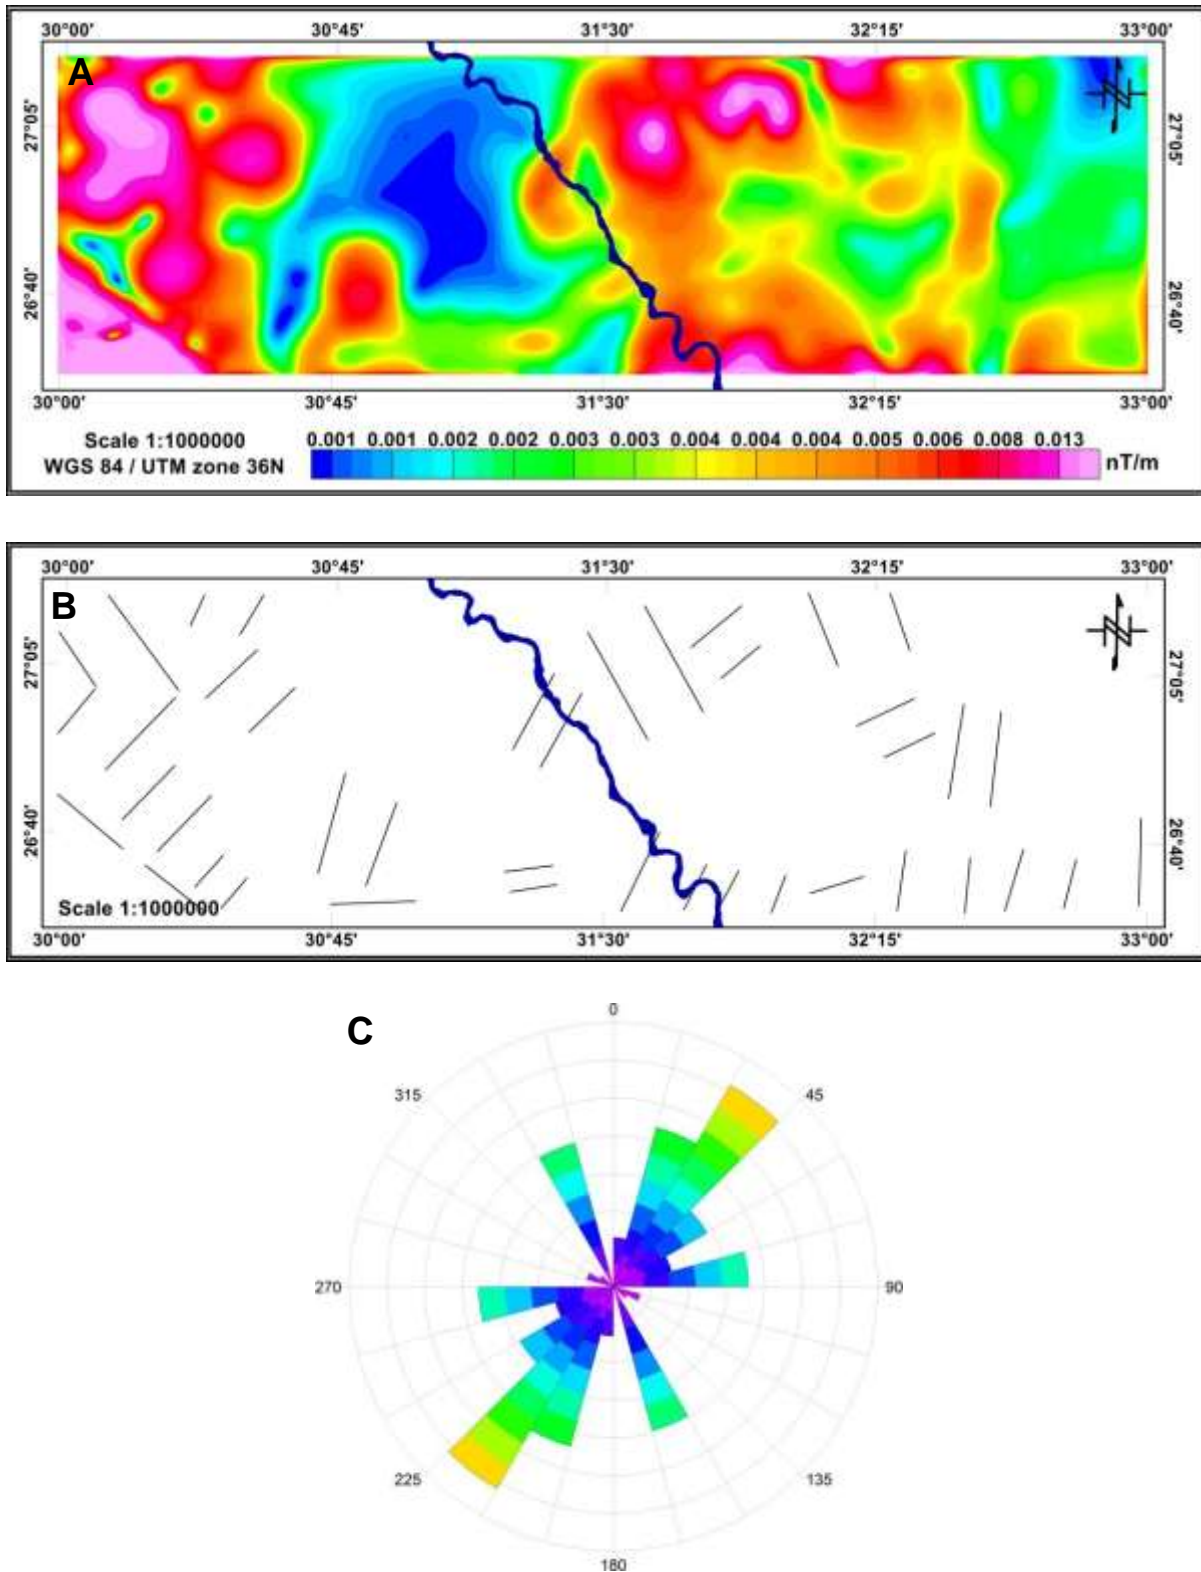 30°00' 30°45' 31°30' 32°15' 33°00'
A
27°05' 27°05'
26°40' 26°40'
30°00' 30°45' 31°30' 32°15' 33°00'
Scale 1:1000000
WGS 84 / UTM zone 36N
0.001 0.001 0.002 0.002 0.003 0.003 0.004 0.004 0.004 0.005 0.006 0.008 0.013
nT/m
30°00' 30°45' 31°30' 32°15' 33°00'
B
27°05' 27°05'
26°40' 26°40'
Scale 1:1000000
30°00' 30°45' 31°30' 32°15' 33°00'
C
0
315 45
270 90
225 135
180